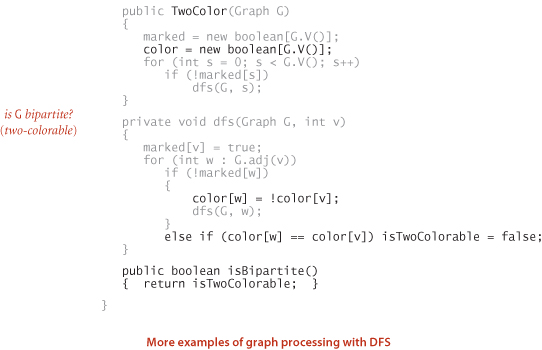 public TwoColor(Graph G)
{
marked = new boolean[G.V()];
color = new boolean[G.V()];
for (int s = 0; s < G.V(); s++)
if (!marked[s])
dfs(G, s);
}
is G bipartite?
(two-colorable)
private void dfs(Graph G, int v)
{
marked[v] = true;
for (int w : G.adj(v))
if (!marked[w])
{
color[w] = !color[v];
dfs(G, w);
}
else if (color[w] == color[v]) isTwoColorable = false;
}
public boolean isBipartite()
{  return isTwoColorable;  }
}
More examples of graph processing with DFS